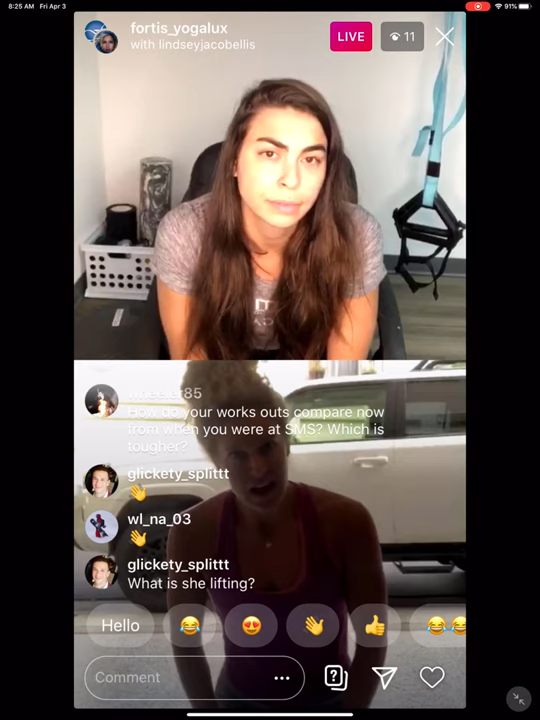 8:25 AM Fri Apr 3
91%
fortis_yogalux
with lindseyjacobellis
LIVE
11
wheeler85
How do your works outs compare now
from when you were at SMS? Which is
tougher?
glickety_splittt
wl_na_03
glickety_splittt
What is she lifting?
Hello
Comment